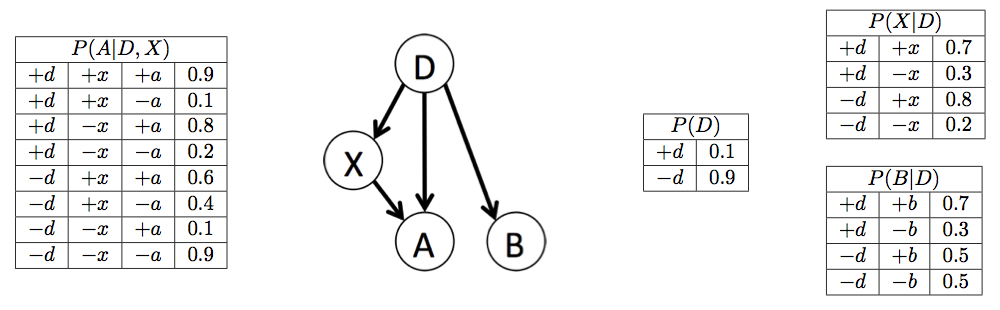 P(A|D, X)
+d +x +a 0.9
+d +x −a 0.1
+d −x +a 0.8
+d −x −a 0.2
−d +x +a 0.6
−d +x −a 0.4
−d −x +a 0.1
−d −x −a 0.9
D
X
A
B
P(D)
+d 0.1
−d 0.9
P(X|D)
+d +x 0.7
+d −x 0.3
−d +x 0.8
−d −x 0.2
P(B|D)
+d +b 0.7
+d −b 0.3
−d +b 0.5
−d −b 0.5